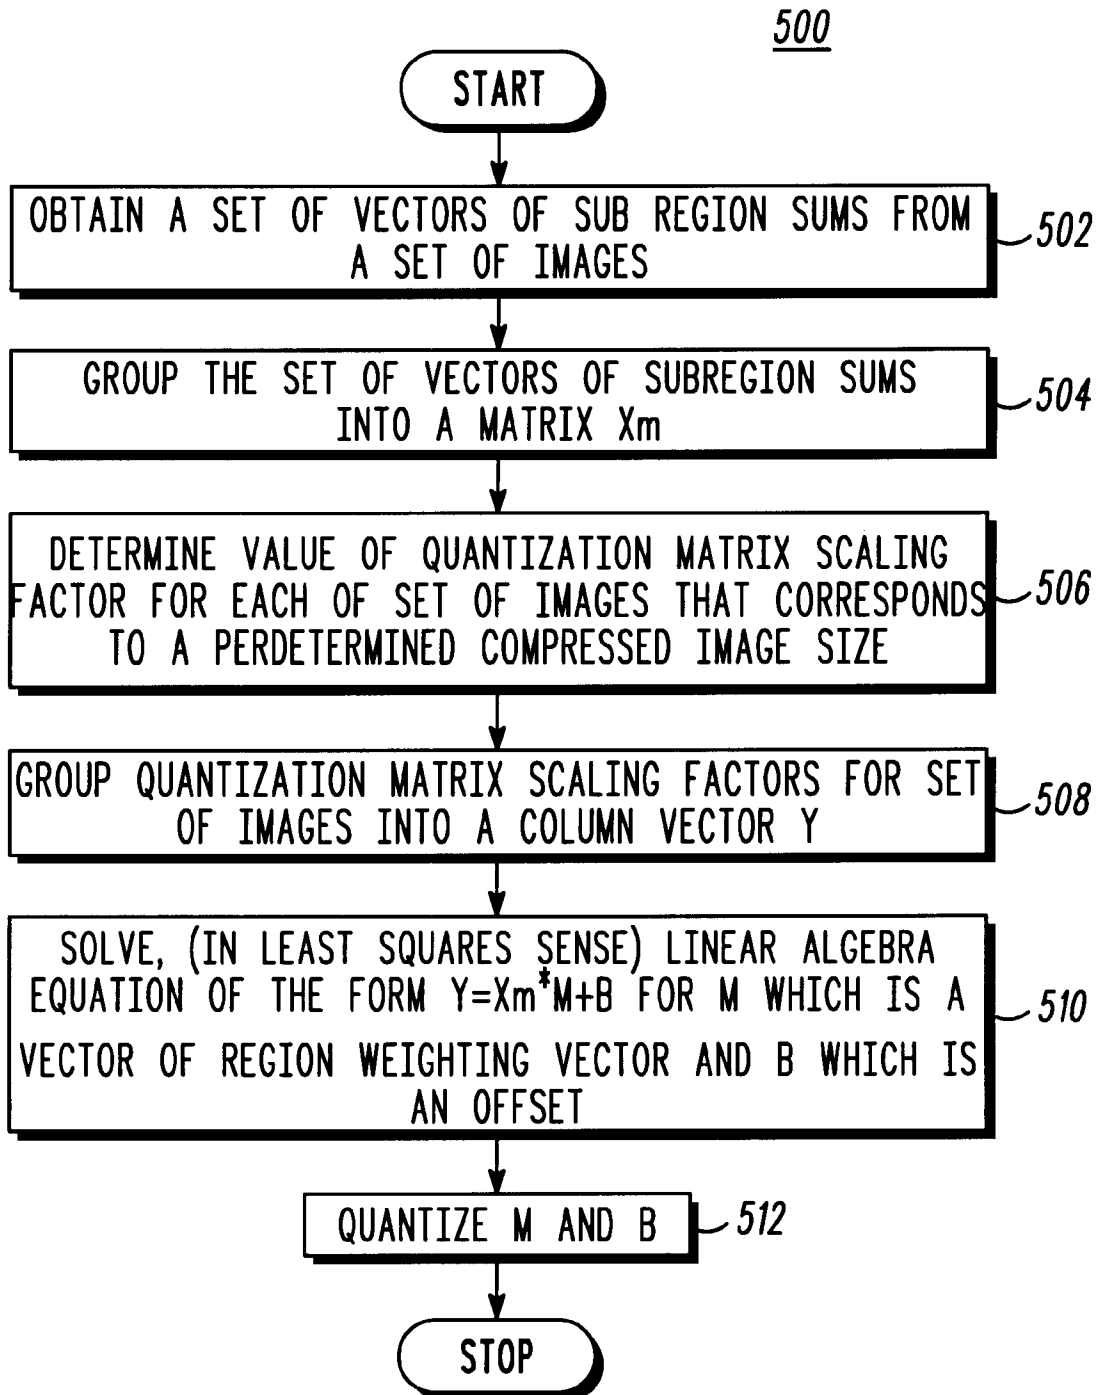 500
START
OBTAIN A SET OF VECTORS OF SUB REGION SUMS FROM
A SET OF IMAGES
502
GROUP THE SET OF VECTORS OF SUBREGION SUMS
INTO A MATRIX Xm
504
DETERMINE VALUE OF QUANTIZATION MATRIX SCALING
FACTOR FOR EACH OF SET OF IMAGES THAT CORRESPONDS
TO A PERDETERMINED COMPRESSED IMAGE SIZE
506
GROUP QUANTIZATION MATRIX SCALING FACTORS FOR SET
OF IMAGES INTO A COLUMN VECTOR Y
508
SOLVE, (IN LEAST SQUARES SENSE) LINEAR ALGEBRA
EQUATION OF THE FORM Y=Xm*M+B FOR M WHICH IS A
VECTOR OF REGION WEIGHTING VECTOR AND B WHICH IS
AN OFFSET
510
QUANTIZE M AND B
512
STOP